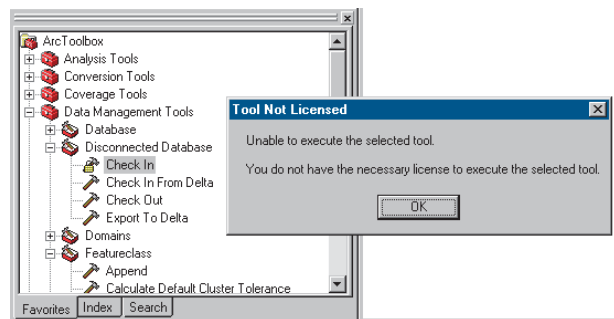 ArcToolbox
Analysis Tools
Conversion Tools
Coverage Tools
Data Management Tools
Database
Disconnected Database
Check In
Check In From Delta
Check Out
Export To Delta
Domains
Featureclass
Append
Calculate Default Cluster Tolerance
Favorites Index Search
Tool Not Licensed
Unable to execute the selected tool.
You do not have the necessary license to execute the selected tool.
OK